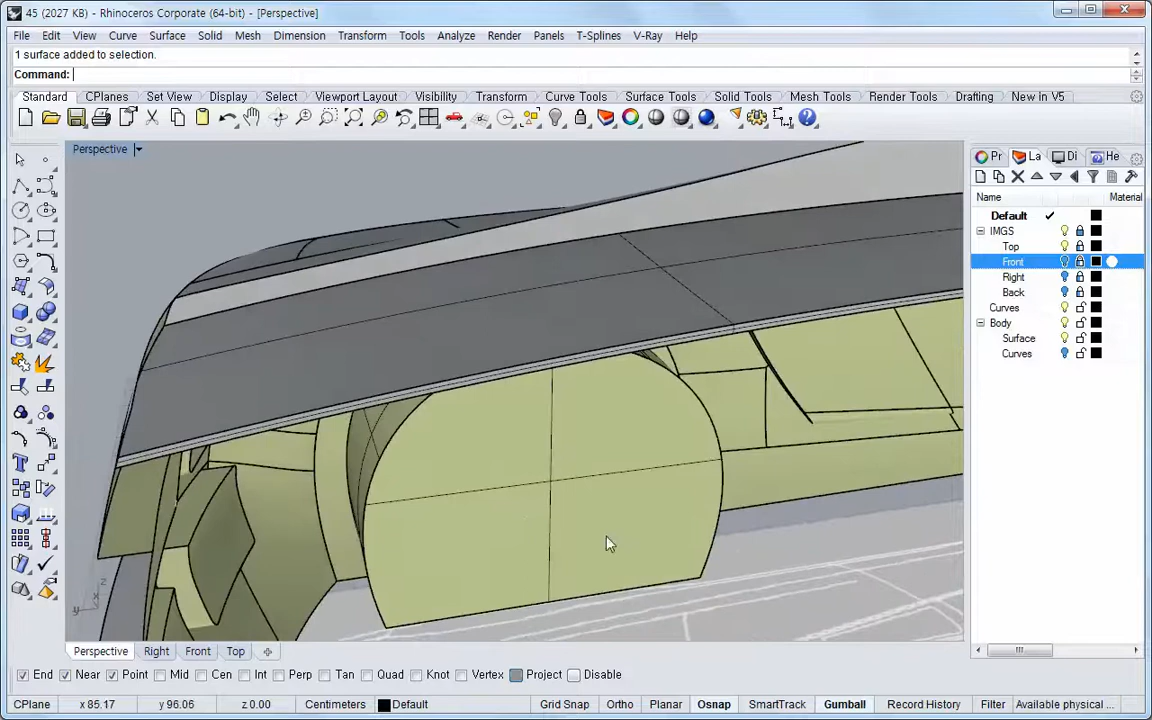 45 (2027 KB) - Rhinoceros Corporate (64-bit) - [Perspective]
File Edit View Curve Surface Solid Mesh Dimension Transform Tools Analyze Render Panels T-Splines V-Ray Help
1 surface added to selection.
Command:
Standard CPlanes Set View Display Select Viewport Layout Visibility Transform Curve Tools Surface Tools Solid Tools Mesh Tools Render Tools Drafting New in V5
Perspective
Pr La Di He
Name Material
Default
IMGS
Top
Front
Right
Back
Curves
Body
Surface
Curves
z
x
y
Perspective Right Front Top
End Near Point Mid Cen Int Perp Tan Quad Knot Vertex Project Disable
CPlane x 85.17 y 96.06 z 0.00 Centimeters Default Grid Snap Ortho Planar Osnap SmartTrack Gumball Record History Filter Available physical ...